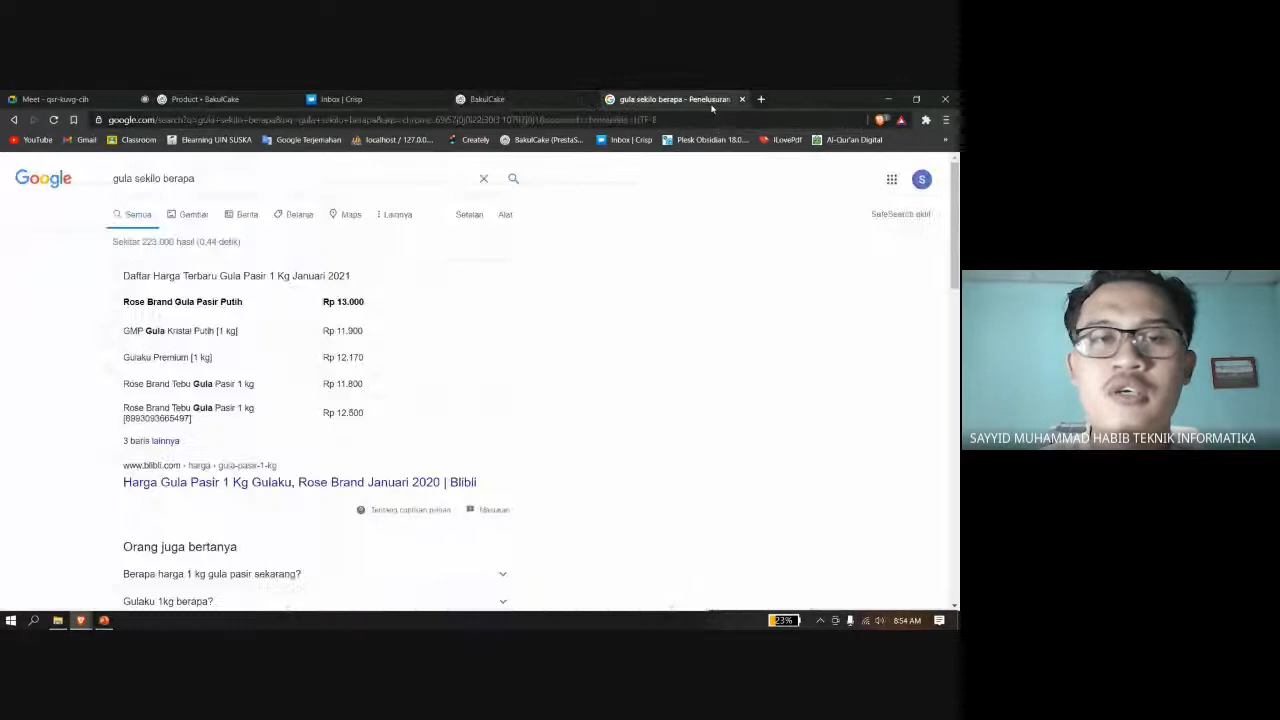 Meet - qsr-kuvg-cih
Product • BakulCake
Inbox | Crisp
BakulCake
gula sekilo berapa - Penelusuran
YouTube
Gmail
Classroom
Elearning UIN SUSKA
Google Terjemahan
localhost / 127.0.0....
Creately
BakulCake (PrestaS...
Inbox | Crisp
Plesk Obsidian 18.0....
ILovePdf
Al-Qur'an Digital
Google
gula sekilo berapa
S
Semua
Gambar
Berita
Belanja
Maps
Lainnya
Setelan
Alat
SafeSearch aktif
Sekitar 223.000 hasil (0,44 detik)
Daftar Harga Terbaru Gula Pasir 1 Kg Januari 2021
Rose Brand Gula Pasir Putih Rp 13.000
GMP Gula Kristal Putih [1 kg] Rp 11.900
Gulaku Premium [1 kg] Rp 12.170
Rose Brand Tebu Gula Pasir 1 kg Rp 11.800
Rose Brand Tebu Gula Pasir 1 kg
[8993093665497] Rp 12.500
3 baris lainnya
www.blibli.com › harga › gula-pasir-1-kg
Harga Gula Pasir 1 Kg Gulaku, Rose Brand Januari 2020 | Blibli
Tentang cuplikan pilihan
Masukan
Orang juga bertanya
Berapa harga 1 kg gula pasir sekarang?
Gulaku 1kg berapa?
23%
8:54 AM
SAYYID MUHAMMAD HABIB TEKNIK INFORMATIKA